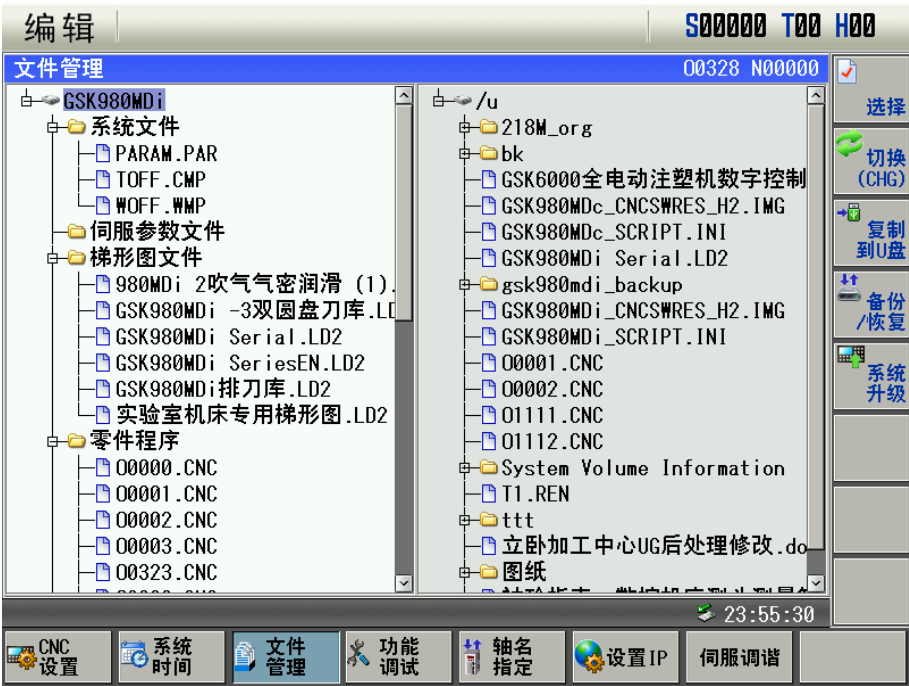 编辑
S00000 T00 H00
文件管理
O0328 N00000
GSK980MDi
系统文件
PARAM.PAR
TOFF.CMP
WOFF.WMP
伺服参数文件
梯形图文件
980MDi 2吹气气密润滑 (1).
GSK980MDi -3双圆盘刀库.LD
GSK980MDi Serial.LD2
GSK980MDi SeriesEN.LD2
GSK980MDi排刀库.LD2
实验室机床专用梯形图.LD2
零件程序
O0000.CNC
O0001.CNC
O0002.CNC
O0003.CNC
O0323.CNC
/u
218M_org
bk
GSK6000全电动注塑机数字控制
GSK980MDc_CNCSWRES_H2.IMG
GSK980MDc_SCRIPT.INI
GSK980MDi Serial.LD2
gsk980mdi_backup
GSK980MDi_CNCSWRES_H2.IMG
GSK980MDi_SCRIPT.INI
O0001.CNC
O0002.CNC
O1111.CNC
O1112.CNC
System Volume Information
T1.REN
ttt
立卧加工中心UG后处理修改.do
图纸
选择
切换
(CHG)
复制
到U盘
备份
/恢复
系统
升级
23:55:30
CNC
设置
系统
时间
文件
管理
功能
调试
轴名
指定
设置IP
伺服调谐